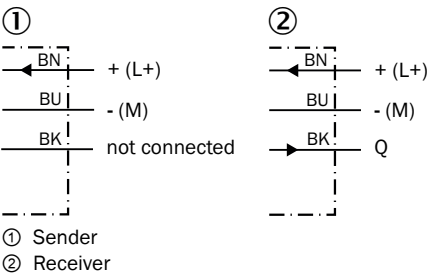 ① ②
BN + (L+) BN + (L+)
BU - (M) BU - (M)
BK not connected BK Q
① Sender
② Receiver